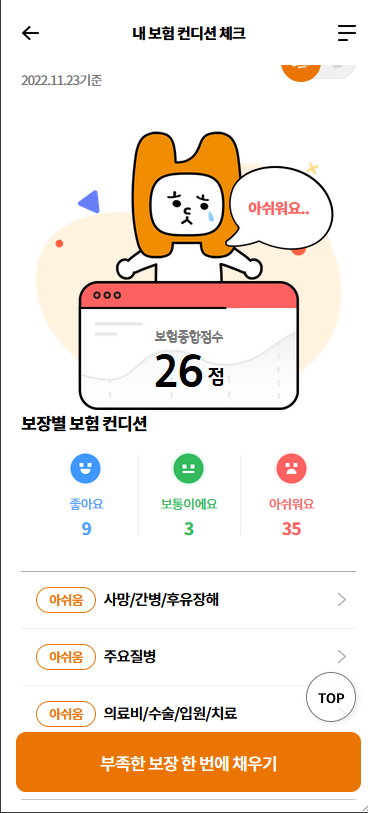 내 보험 컨디션 체크
2022.11.23기준
아쉬워요..
보험종합점수
26 점
보장별 보험 컨디션
좋아요
보통이에요
아쉬워요
9
3
35
아쉬움 사망/간병/후유장해
아쉬움 주요질병
TOP
아쉬움 의료비/수술/입원/치료
부족한 보장 한 번에 채우기